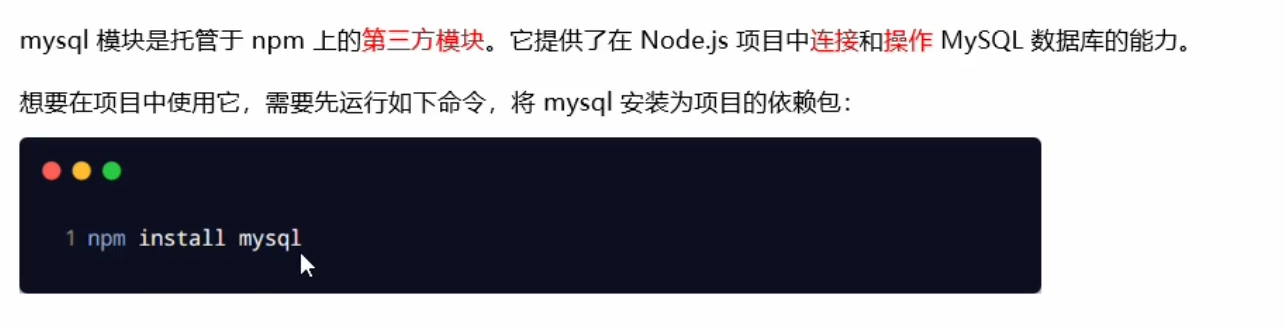 mysql 模块是托管于 npm 上的第三方模块。它提供了在 Node.js 项目中连接和操作 MySQL 数据库的能力。
想要在项目中使用它，需要先运行如下命令，将 mysql 安装为项目的依赖包：
1 npm install mysql